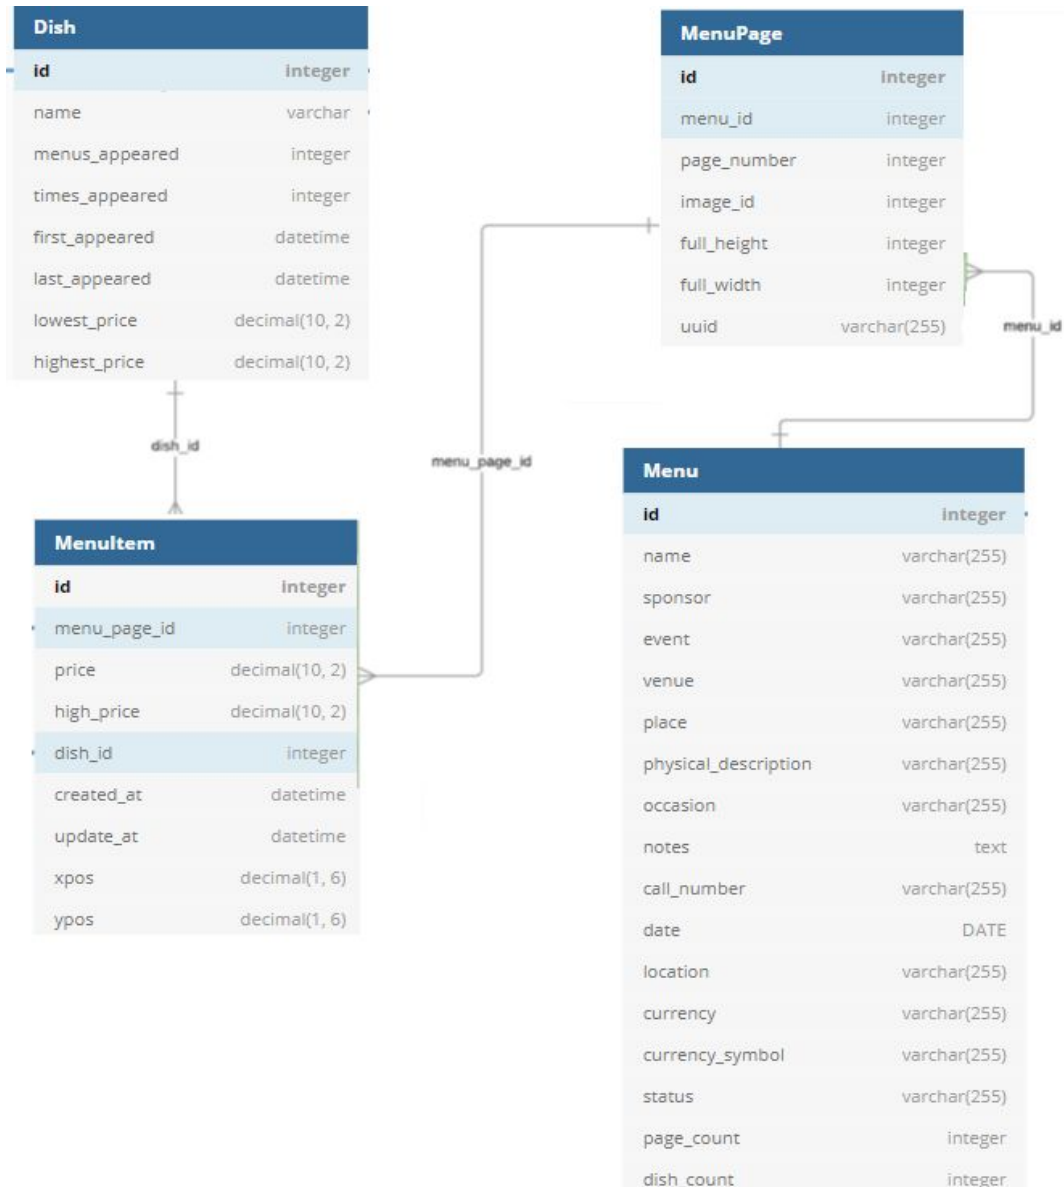 Dish
id integer
name varchar
menus_appeared integer
times_appeared integer
first_appeared datetime
last_appeared datetime
lowest_price decimal(10, 2)
highest_price decimal(10, 2)
dish_id
MenuItem
id integer
menu_page_id integer
price decimal(10, 2)
high_price decimal(10, 2)
dish_id integer
created_at datetime
update_at datetime
xpos decimal(1, 6)
ypos decimal(1, 6)
menu_page_id
MenuPage
id integer
menu_id integer
page_number integer
image_id integer
full_height integer
full_width integer
uuid varchar(255)
menu_id
Menu
id integer
name varchar(255)
sponsor varchar(255)
event varchar(255)
venue varchar(255)
place varchar(255)
physical_description varchar(255)
occasion varchar(255)
notes text
call_number varchar(255)
date DATE
location varchar(255)
currency varchar(255)
currency_symbol varchar(255)
status varchar(255)
page_count integer
dish_count integer